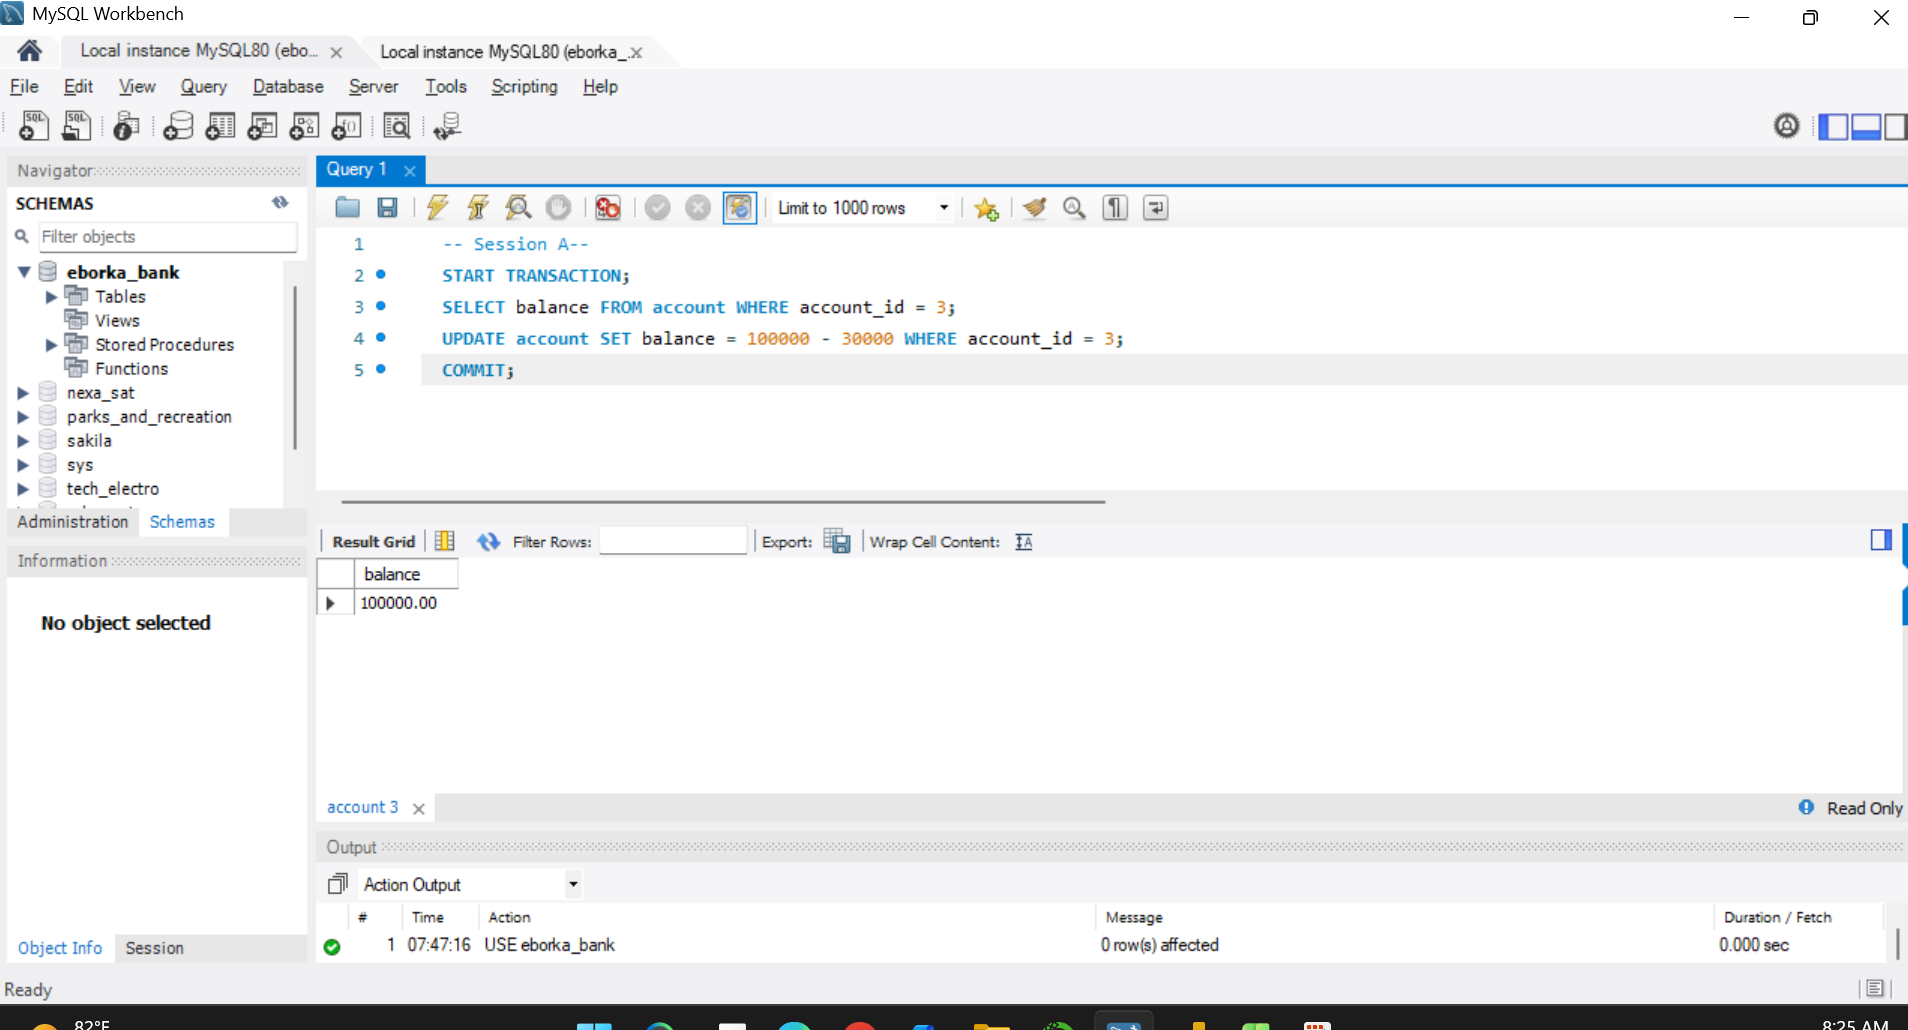 MySQL Workbench
Local instance MySQL80 (ebo...
Local instance MySQL80 (eborka_...
File Edit View Query Database Server Tools Scripting Help
Navigator
SCHEMAS
Filter objects
eborka_bank
Tables
Views
Stored Procedures
Functions
nexa_sat
parks_and_recreation
sakila
sys
tech_electro
Administration Schemas
Information
No object selected
Object Info Session
Query 1
Limit to 1000 rows
1 -- Session A--
2 START TRANSACTION;
3 SELECT balance FROM account WHERE account_id = 3;
4 UPDATE account SET balance = 100000 - 30000 WHERE account_id = 3;
5 COMMIT;
Result Grid Filter Rows: Export: Wrap Cell Content:
balance
100000.00
account 3
Read Only
Output
Action Output
# Time Action Message Duration / Fetch
1 07:47:16 USE eborka_bank 0 row(s) affected 0.000 sec
Ready
82°F
8:25 AM